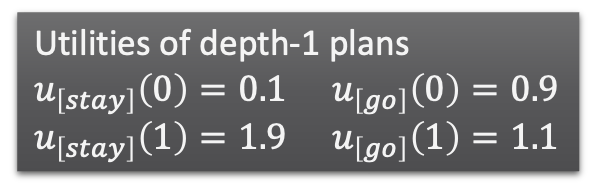 Utilities of depth-1 plans
u[stay](0) = 0.1 u[go](0) = 0.9
u[stay](1) = 1.9 u[go](1) = 1.1